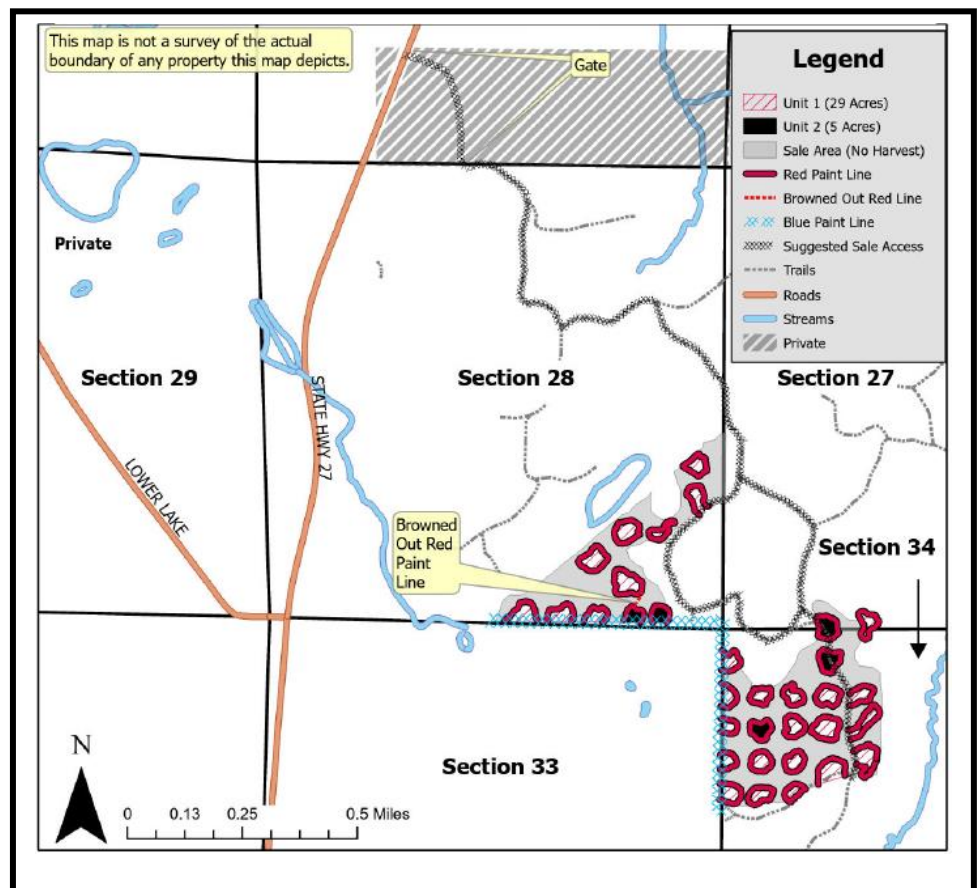 This map is not a survey of the actual
boundary of any property this map depicts.
Gate
Legend
Unit 1 (29 Acres)
Unit 2 (5 Acres)
Sale Area (No Harvest)
Red Paint Line
Browned Out Red Line
Blue Paint Line
Suggested Sale Access
Trails
Roads
Streams
Private
Private
Section 29
Section 28
Section 27
STATE HWY 27
LOWER LAKE
Browned
Out Red
Paint
Line
Section 34
Section 33
N
0 0.13 0.25 0.5 Miles